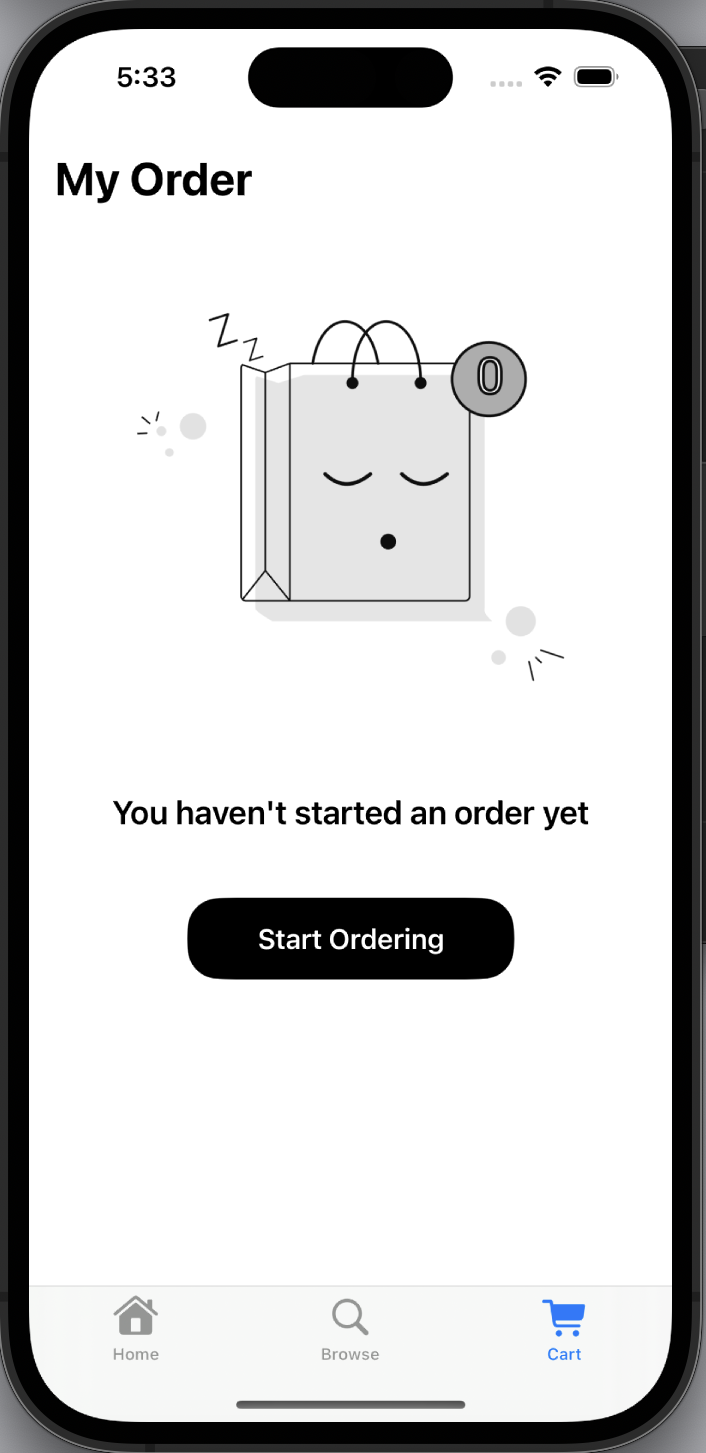 5:33
My Order
Z
Z
0
You haven't started an order yet
Start Ordering
Home
Browse
Cart